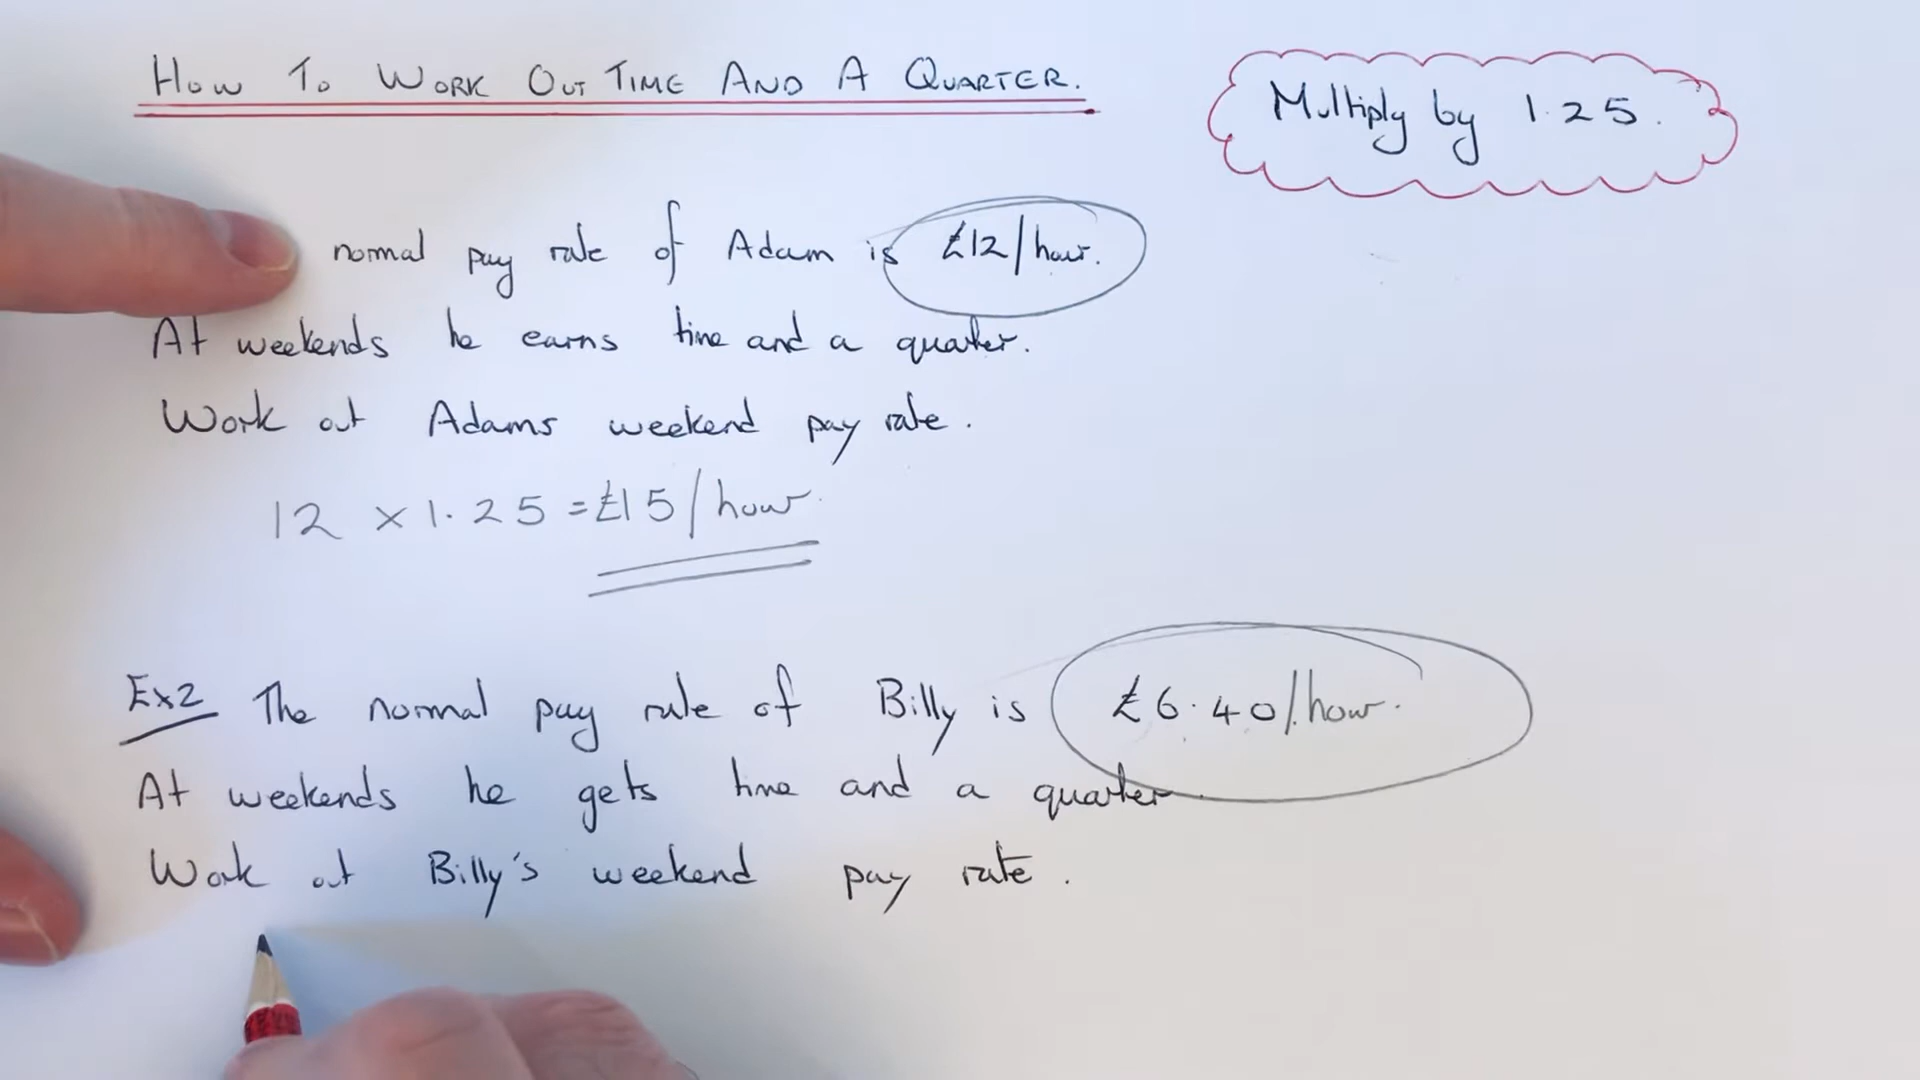 HOW TO WORK OUT TIME AND A QUARTER.
Multiply by 1.25.
normal pay rate of Adam is £12/hour.
At weekends he earns time and a quarter.
Work out Adams weekend pay rate.
12 × 1.25 = £15/hour.
Ex2 The normal pay rate of Billy is £6.40/hour.
At weekends he gets time and a quarter.
Work out Billy's weekend pay rate.